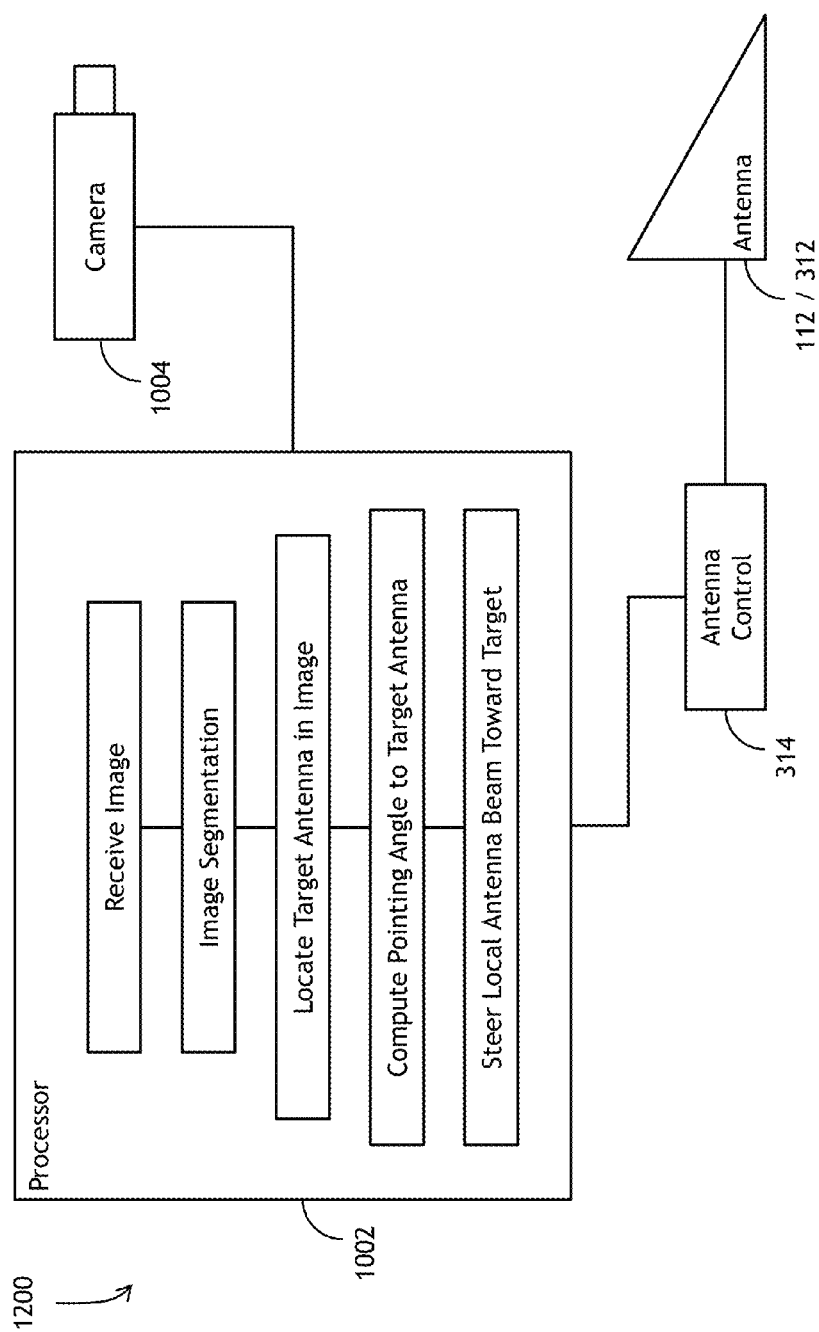 1200
Processor
1002
Receive Image
Image Segmentation
Locate Target Antenna in Image
Compute Pointing Angle to Target Antenna
Steer Local Antenna Beam Toward Target
Camera
1004
Antenna
Control
314
Antenna
112 / 312